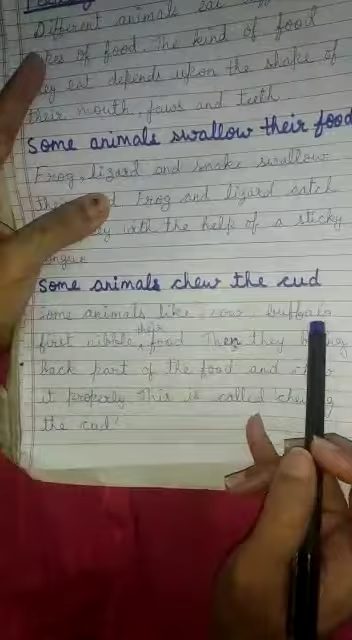 Different animals eat
of food. The kind of food
eat depends upon the shape of
their mouth, jaws and teeth
Some animals swallow their food
Frog, lizard and snake swallow
Frog and lizard catch
with the help of a sticky
Some animals chew the cud
Some animals like cow, buffalo
first nibble their food Then they bring
back part of the food and
it properly This is called
the cud